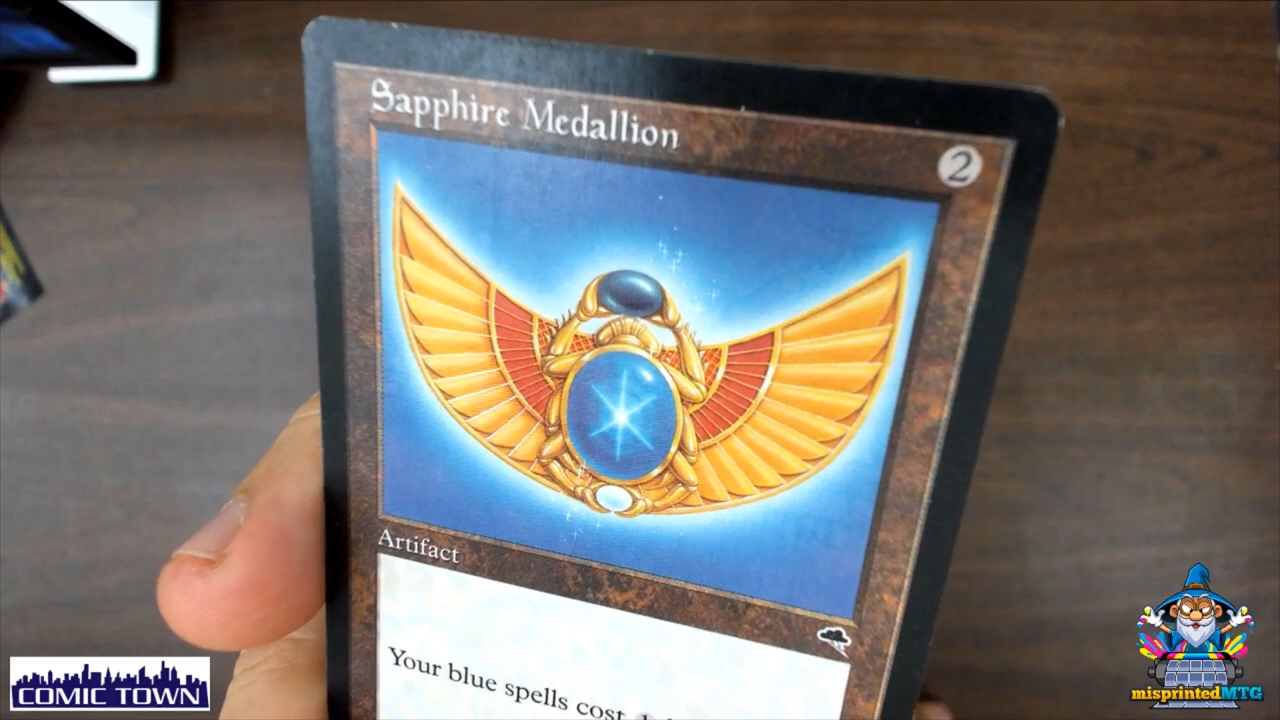 Sapphire Medallion
2
Artifact
Your blue spells cost
COMIC TOWN
misprintedMTG